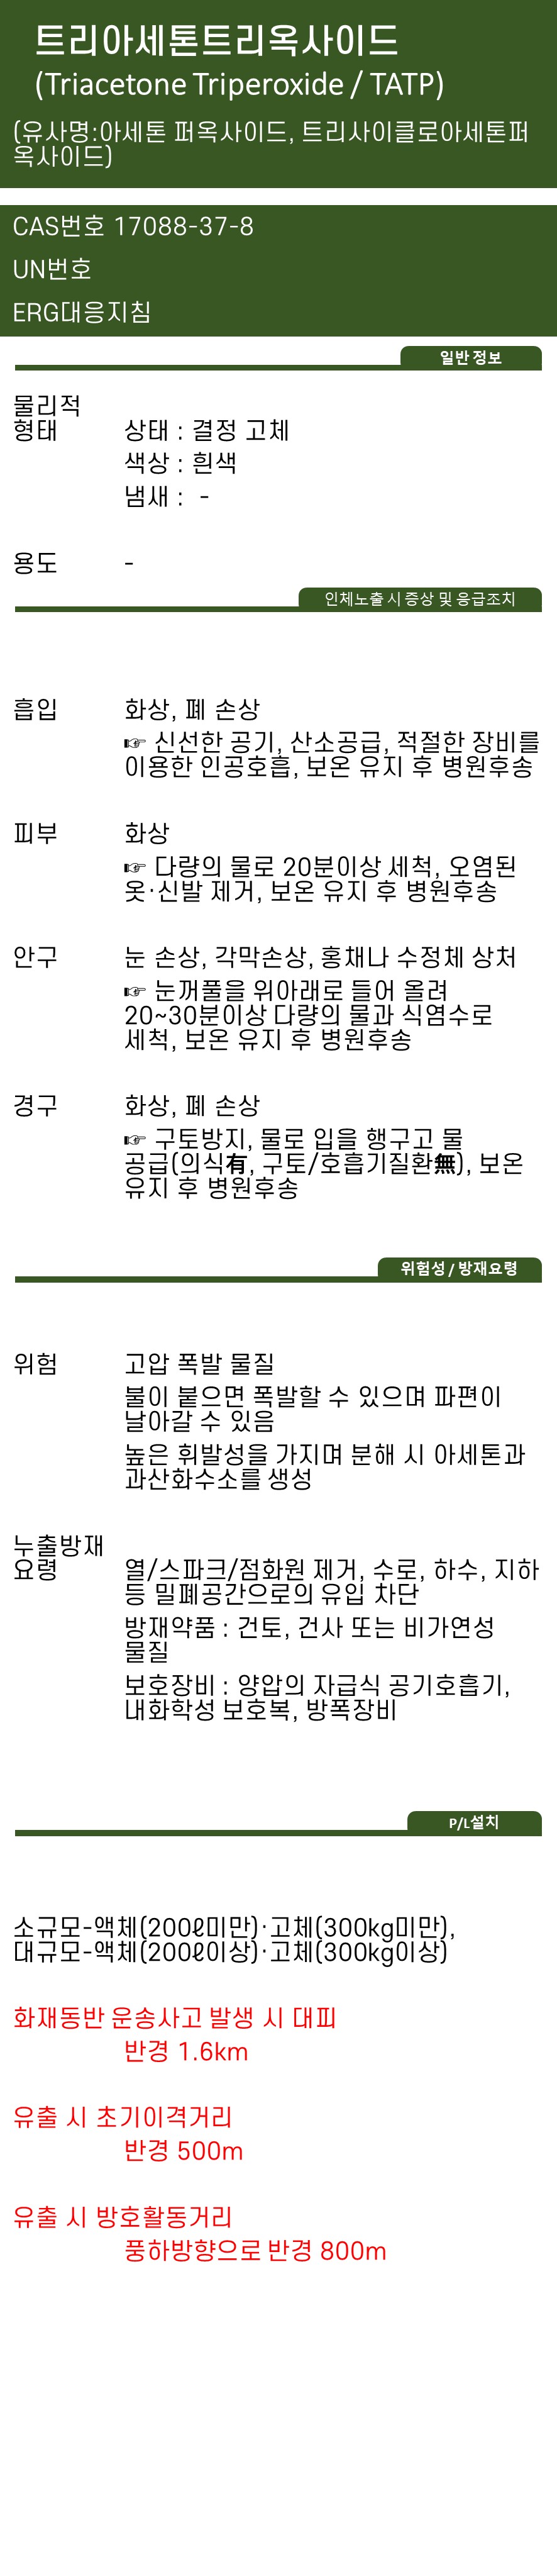 트리아세톤트리옥사이드
(Triacetone Triperoxide / TATP)
(유사명:아세톤 퍼옥사이드, 트리사이클로아세톤퍼
옥사이드)
CAS번호 17088-37-8
UN번호
ERG대응지침
일반 정보
물리적
형태 상태 : 결정 고체
색상 : 흰색
냄새 : -
용도 -
인체노출 시 증상 및 응급조치
흡입 화상, 폐 손상
☞ 신선한 공기, 산소공급, 적절한 장비를
이용한 인공호흡, 보온 유지 후 병원후송
피부 화상
☞ 다량의 물로 20분이상 세척, 오염된
옷·신발 제거, 보온 유지 후 병원후송
안구 눈 손상, 각막손상, 홍채나 수정체 상처
☞ 눈꺼풀을 위아래로 들어 올려
20~30분이상 다량의 물과 식염수로
세척, 보온 유지 후 병원후송
경구 화상, 폐 손상
☞ 구토방지, 물로 입을 행구고 물
공급(의식有, 구토/호흡기질환無), 보온
유지 후 병원후송
위험성 / 방재요령
위험 고압 폭발 물질
불이 붙으면 폭발할 수 있으며 파편이
날아갈 수 있음
높은 휘발성을 가지며 분해 시 아세톤과
과산화수소를 생성
누출방재
요령 열/스파크/점화원 제거, 수로, 하수, 지하
등 밀폐공간으로의 유입 차단
방재약품 : 건토, 건사 또는 비가연성
물질
보호장비 : 양압의 자급식 공기호흡기,
내화학성 보호복, 방폭장비
P/L설치
소규모-액체(200ℓ미만)·고체(300kg미만),
대규모-액체(200ℓ이상)·고체(300kg이상)
화재동반 운송사고 발생 시 대피
반경 1.6km
유출 시 초기이격거리
반경 500m
유출 시 방호활동거리
풍하방향으로 반경 800m